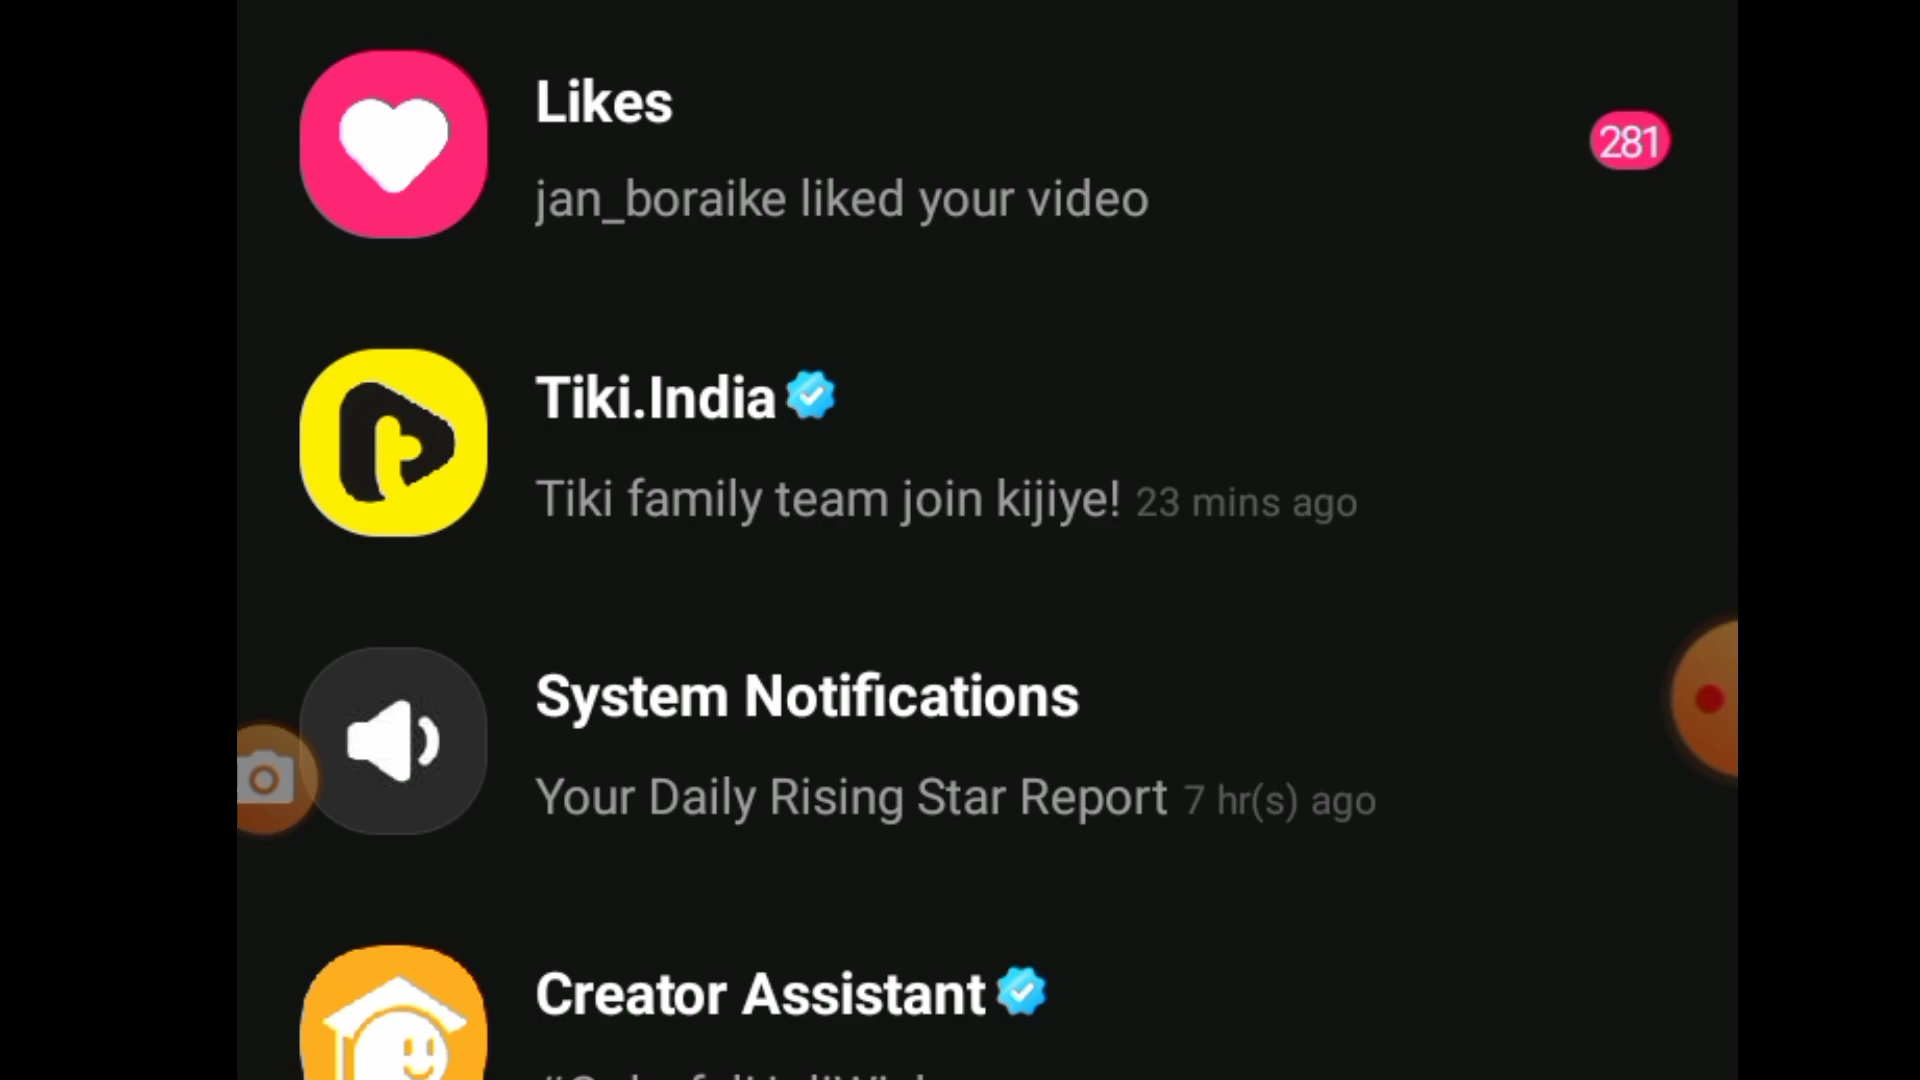 Likes
281
jan_boraike liked your video
Tiki.India
Tiki family team join kijiye! 23 mins ago
System Notifications
Your Daily Rising Star Report 7 hr(s) ago
Creator Assistant